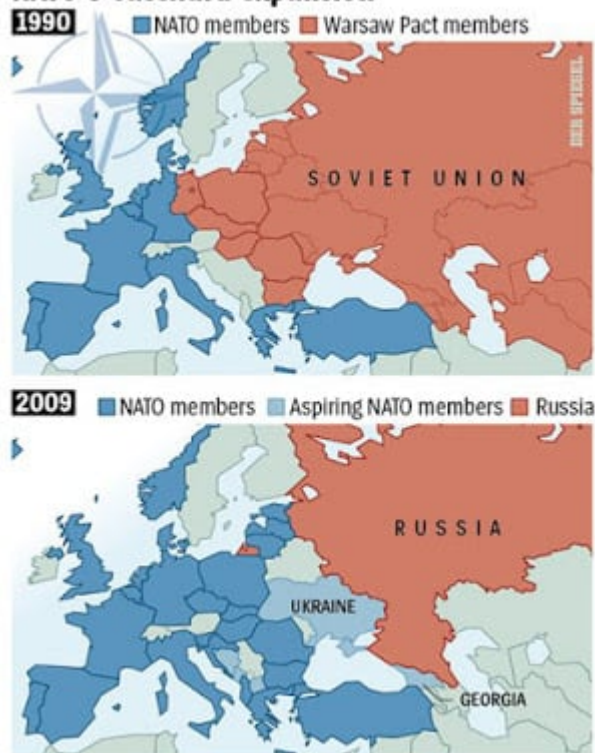 1990 NATO members Warsaw Pact members
DER SPIEGEL
SOVIET UNION
2009 NATO members Aspiring NATO members Russia
RUSSIA
UKRAINE
GEORGIA